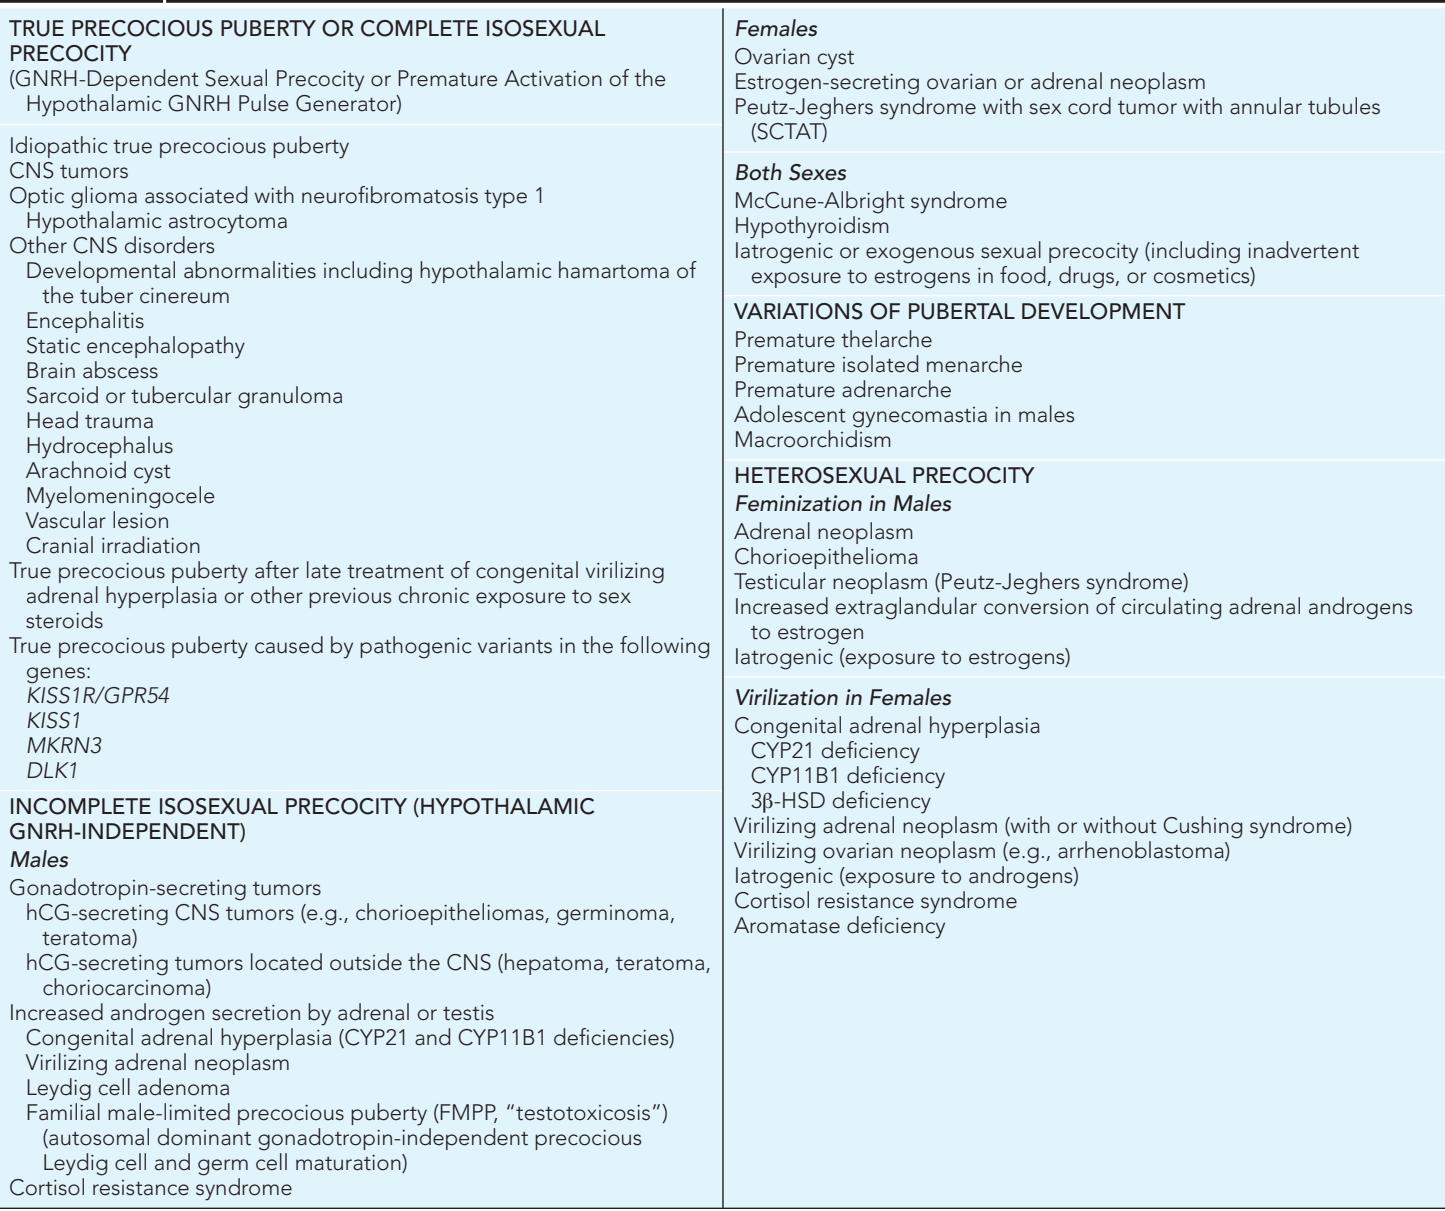 TRUE PRECOCIOUS PUBERTY OR COMPLETE ISOSEXUAL
PRECOCITY
(GNRH-Dependent Sexual Precocity or Premature Activation of the
Hypothalamic GNRH Pulse Generator)
Idiopathic true precocious puberty
CNS tumors
Optic glioma associated with neurofibromatosis type 1
Hypothalamic astrocytoma
Other CNS disorders
Developmental abnormalities including hypothalamic hamartoma of
the tuber cinereum
Encephalitis
Static encephalopathy
Brain abscess
Sarcoid or tubercular granuloma
Head trauma
Hydrocephalus
Arachnoid cyst
Myelomeningocele
Vascular lesion
Cranial irradiation
True precocious puberty after late treatment of congenital virilizing
adrenal hyperplasia or other previous chronic exposure to sex
steroids
True precocious puberty caused by pathogenic variants in the following
genes:
KISS1R/GPR54
KISS1
MKRN3
DLK1
INCOMPLETE ISOSEXUAL PRECOCITY (HYPOTHALAMIC
GNRH-INDEPENDENT)
Males
Gonadotropin-secreting tumors
hCG-secreting CNS tumors (e.g., chorioepitheliomas, germinoma,
teratoma)
hCG-secreting tumors located outside the CNS (hepatoma, teratoma,
choriocarcinoma)
Increased androgen secretion by adrenal or testis
Congenital adrenal hyperplasia (CYP21 and CYP11B1 deficiencies)
Virilizing adrenal neoplasm
Leydig cell adenoma
Familial male-limited precocious puberty (FMPP, “testotoxicosis”)
(autosomal dominant gonadotropin-independent precocious
Leydig cell and germ cell maturation)
Cortisol resistance syndrome
Females
Ovarian cyst
Estrogen-secreting ovarian or adrenal neoplasm
Peutz-Jeghers syndrome with sex cord tumor with annular tubules
(SCTAT)
Both Sexes
McCune-Albright syndrome
Hypothyroidism
Iatrogenic or exogenous sexual precocity (including inadvertent
exposure to estrogens in food, drugs, or cosmetics)
VARIATIONS OF PUBERTAL DEVELOPMENT
Premature thelarche
Premature isolated menarche
Premature adrenarche
Adolescent gynecomastia in males
Macroorchidism
HETEROSEXUAL PRECOCITY
Feminization in Males
Adrenal neoplasm
Chorioepithelioma
Testicular neoplasm (Peutz-Jeghers syndrome)
Increased extraglandular conversion of circulating adrenal androgens
to estrogen
Iatrogenic (exposure to estrogens)
Virilization in Females
Congenital adrenal hyperplasia
CYP21 deficiency
CYP11B1 deficiency
3β-HSD deficiency
Virilizing adrenal neoplasm (with or without Cushing syndrome)
Virilizing ovarian neoplasm (e.g., arrhenoblastoma)
Iatrogenic (exposure to androgens)
Cortisol resistance syndrome
Aromatase deficiency